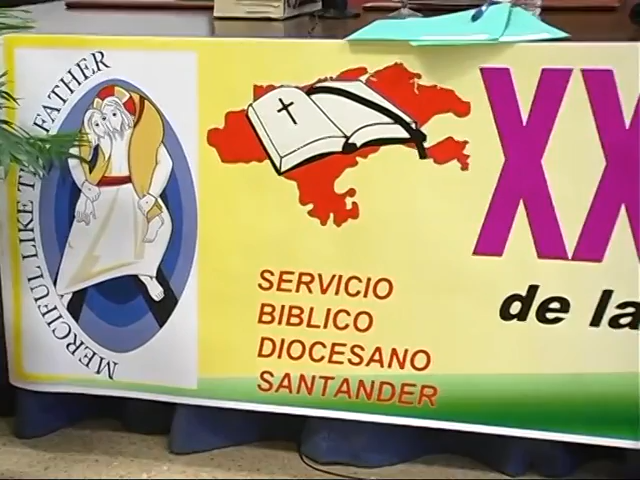 MERCIFUL LIKE THE FATHER
SERVICIO
BIBLICO
DIOCESANO
SANTANDER
XX
de la